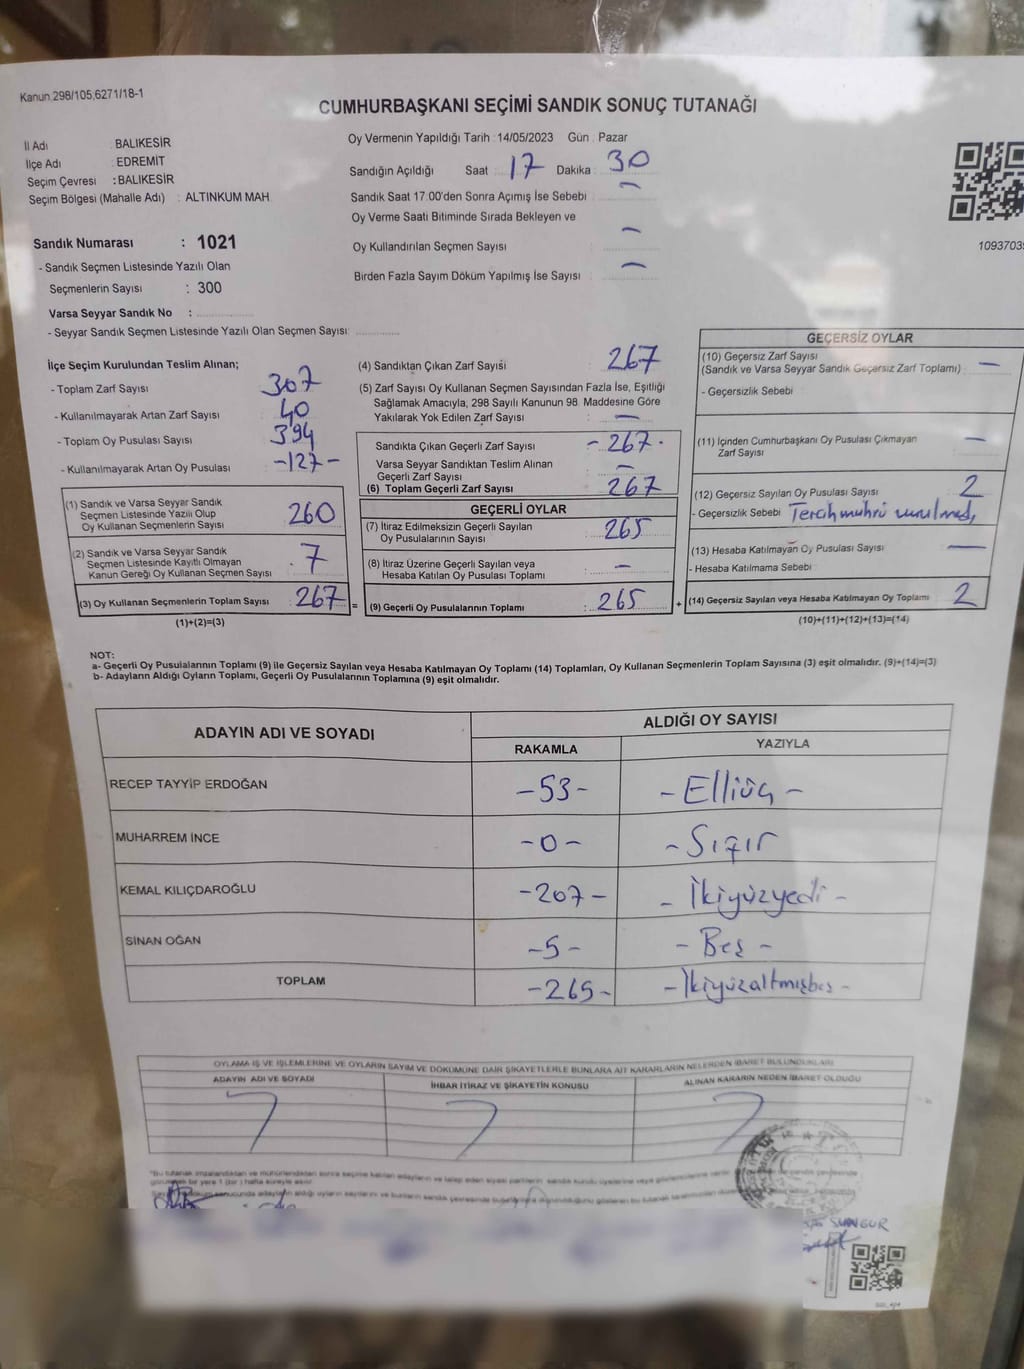 Kanun 298/105,6271/18-1
CUMHURBAŞKANI SEÇİMİ SANDIK SONUÇ TUTANAĞI
İl Adı : BALIKESİR
İlçe Adı : EDREMİT
Seçim Çevresi : BALIKESİR
Seçim Bölgesi (Mahalle Adı) : ALTINKUM MAH
Sandık Numarası : 1021
- Sandık Seçmen Listesinde Yazılı Olan
Seçmenlerin Sayısı : 300
Varsa Seyyar Sandık No :
- Seyyar Sandık Seçmen Listesinde Yazılı Olan Seçmen Sayısı:
Oy Vermenin Yapıldığı Tarih : 14/05/2023 Gün : Pazar
Sandığın Açıldığı Saat : 17 Dakika : 30
Sandık Saat 17.00'den Sonra Açımış İse Sebebi : —
Oy Verme Saati Bitiminde Sırada Bekleyen ve
Oy Kullandırılan Seçmen Sayısı : —
Birden Fazla Sayım Döküm Yapılmış İse Sayısı : —
1093703
İlçe Seçim Kurulundan Teslim Alınan;
- Toplam Zarf Sayısı : 307
- Kullanılmayarak Artan Zarf Sayısı : 40
- Toplam Oy Pusulası Sayısı : 394
- Kullanılmayarak Artan Oy Pusulası : -127-
(1) Sandık ve Varsa Seyyar Sandık
Seçmen Listesinde Yazılı Olup
Oy Kullanan Seçmenlerin Sayısı : 260
(2) Sandık ve Varsa Seyyar Sandık
Seçmen Listesinde Kayıtlı Olmayan
Kanun Gereği Oy Kullanan Seçmen Sayısı : 7
(3) Oy Kullanan Seçmenlerin Toplam Sayısı : 267 =
(1)+(2)=(3)
(4) Sandıktan Çıkan Zarf Sayısı : 267
(5) Zarf Sayısı Oy Kullanan Seçmen Sayısından Fazla İse, Eşitliği
Sağlamak Amacıyla, 298 Sayılı Kanunun 98. Maddesine Göre
Yakılarak Yok Edilen Zarf Sayısı : —
Sandıkta Çıkan Geçerli Zarf Sayısı : -267-
Varsa Seyyar Sandıktan Teslim Alınan
Geçerli Zarf Sayısı : —
(6) Toplam Geçerli Zarf Sayısı : 267
GEÇERLİ OYLAR
(7) İtiraz Edilmeksizin Geçerli Sayılan
Oy Pusulalarının Sayısı : 265
(8) İtiraz Üzerine Geçerli Sayılan veya
Hesaba Katılan Oy Pusulası Toplamı : —
(9) Geçerli Oy Pusulalarının Toplamı : 265 +
GEÇERSİZ OYLAR
(10) Geçersiz Zarf Sayısı
(Sandık ve Varsa Seyyar Sandık Geçersiz Zarf Toplamı) : —
- Geçersizlik Sebebi :
(11) İçinden Cumhurbaşkanı Oy Pusulası Çıkmayan
Zarf Sayısı : —
(12) Geçersiz Sayılan Oy Pusulası Sayısı : 2
- Geçersizlik Sebebi : Tercih mührü
(13) Hesaba Katılmayan Oy Pusulası Sayısı : —
- Hesaba Katılmama Sebebi :
(14) Geçersiz Sayılan veya Hesaba Katılmayan Oy Toplamı : 2
(10)+(11)+(12)+(13)=(14)
NOT:
a- Geçerli Oy Pusulalarının Toplamı (9) ile Geçersiz Sayılan veya Hesaba Katılmayan Oy Toplamı (14) Toplamları, Oy Kullanan Seçmenlerin Toplam Sayısına (3) eşit olmalıdır. (9)+(14)=(3)
b- Adayların Aldığı Oyların Toplamı, Geçerli Oy Pusulalarının Toplamına (9) eşit olmalıdır.
ADAYIN ADI VE SOYADI
ALDIĞI OY SAYISI
RAKAMLA YAZIYLA
RECEP TAYYİP ERDOĞAN -53- -Elliüç-
MUHARREM İNCE -0- -Sıfır
KEMAL KILIÇDAROĞLU -207- -İkiyüzyedi-
SİNAN OĞAN -5- -Beş-
TOPLAM -265- -İkiyüzaltmışbeş-
OYLAMA İŞ VE İŞLEMLERİNE VE OYLARIN SAYIM VE DÖKÜMÜNE DAİR ŞİKAYETLERLE BUNLARA AİT KARARLARIN NELERDEN İBARET BULUNDUKLARI
ADAYIN ADI VE SOYADI
İHBAR İTİRAZ VE ŞİKAYETİN KONUSU
ALINAN KARARIN NEDEN İBARET OLDUĞU
SUNGUR